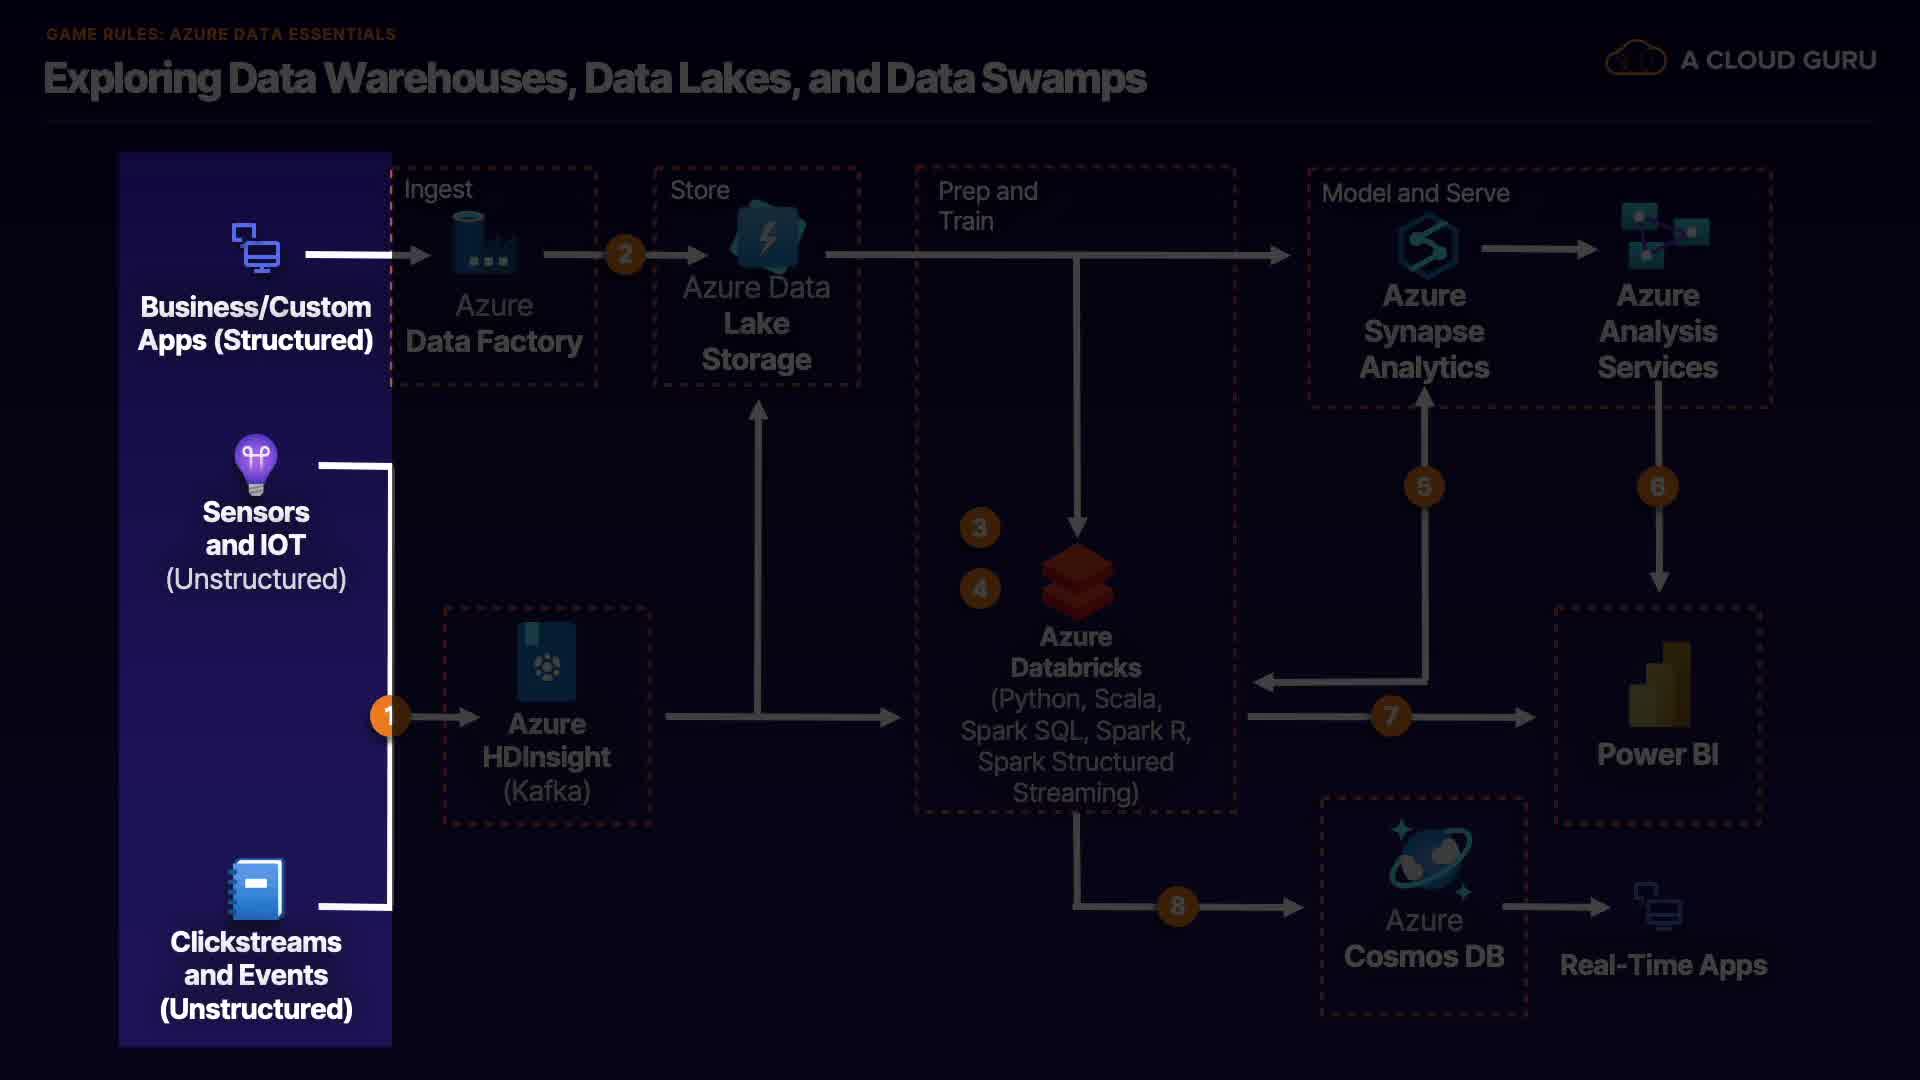 GAME RULES: AZURE DATA ESSENTIALS
Exploring Data Warehouses, Data Lakes, and Data Swamps
A CLOUD GURU
Business/Custom
Apps (Structured)
Sensors
and IOT
(Unstructured)
Clickstreams
and Events
(Unstructured)
1
Ingest
Azure
Data Factory
2
Store
Azure Data
Lake
Storage
Azure
HDInsight
(Kafka)
Prep and
Train
3
4
Azure
Databricks
(Python, Scala,
Spark SQL, Spark R,
Spark Structured
Streaming)
Model and Serve
Azure
Synapse
Analytics
Azure
Analysis
Services
5
6
7
Power BI
8
Azure
Cosmos DB
Real-Time Apps